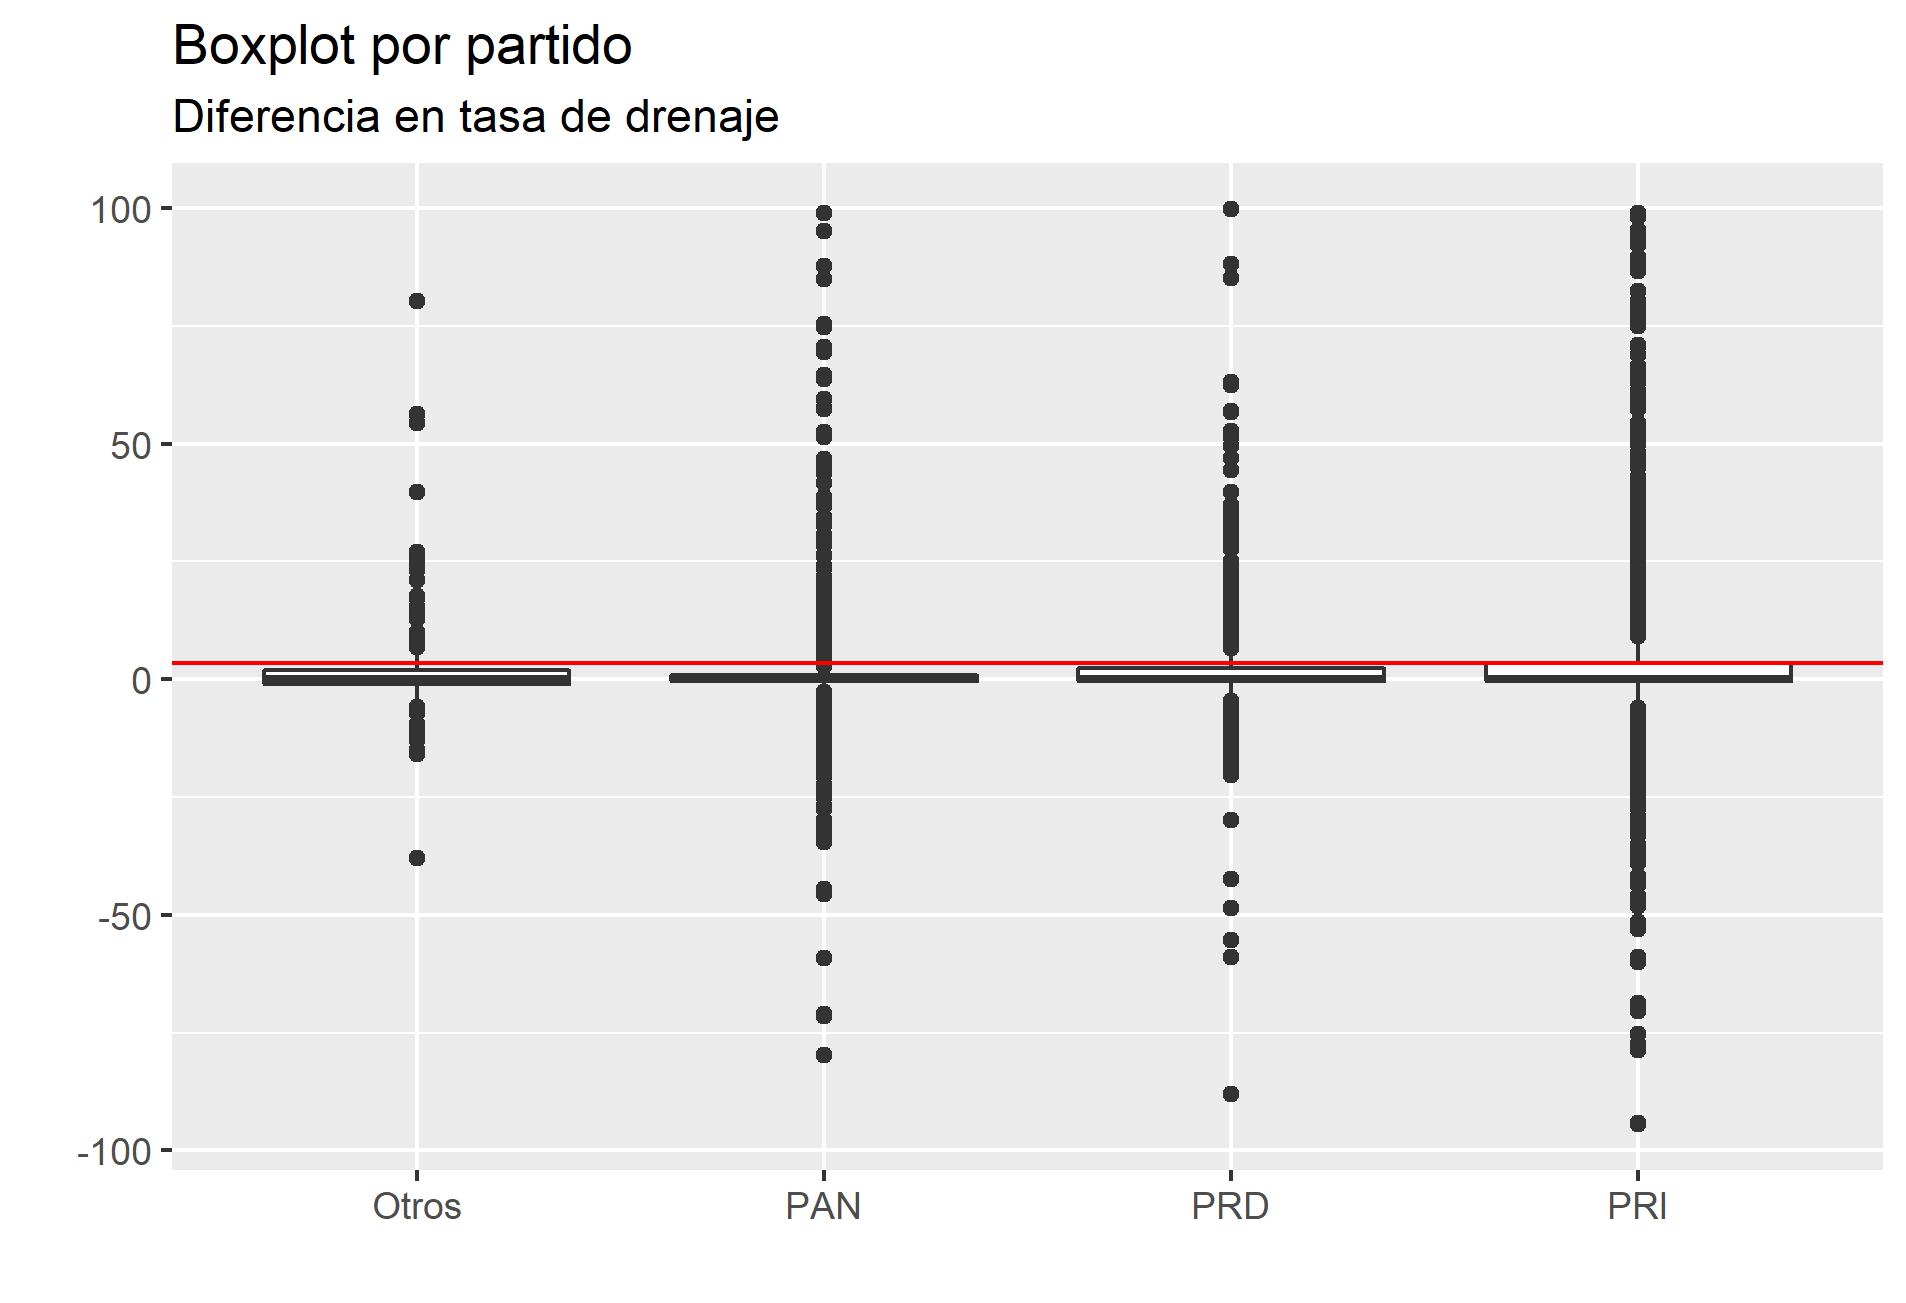 Boxplot por partido
Diferencia en tasa de drenaje
100
50
0
-50
-100
Otros PAN PRD PRI